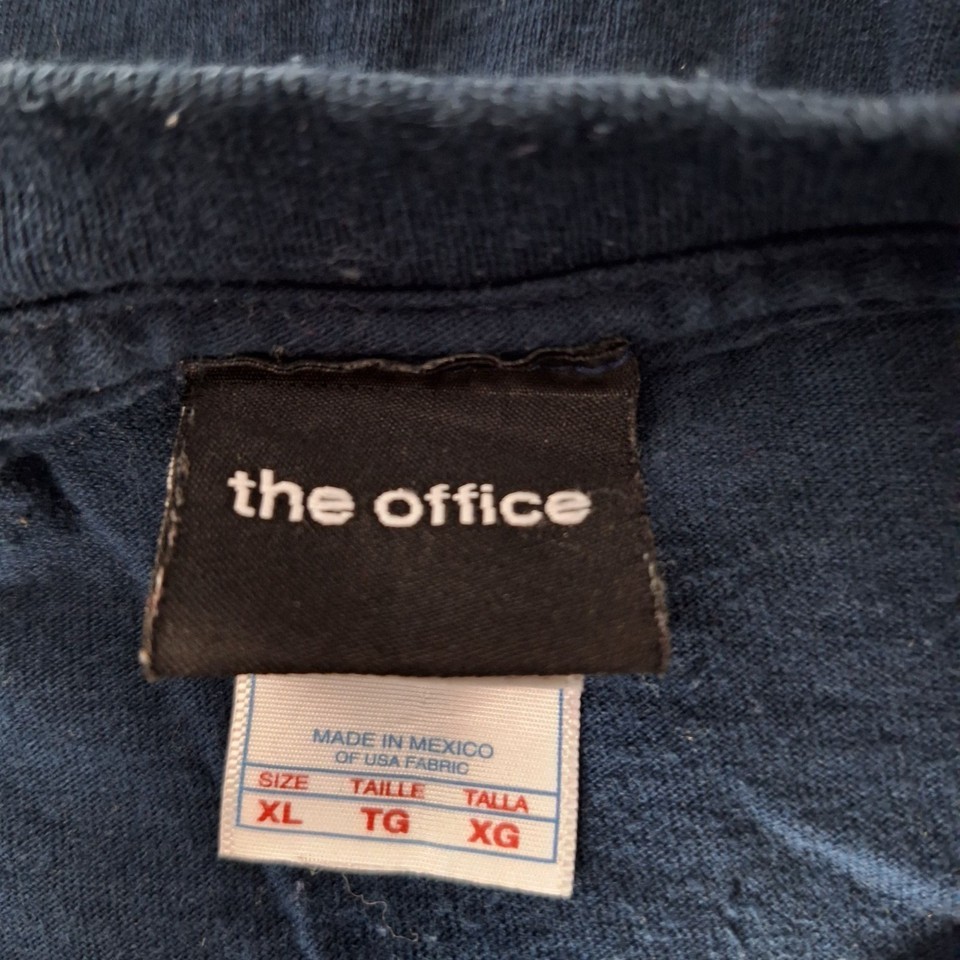 the office
MADE IN MEXICO
OF USA FABRIC
SIZE TAILLE TALLA
XL TG XG